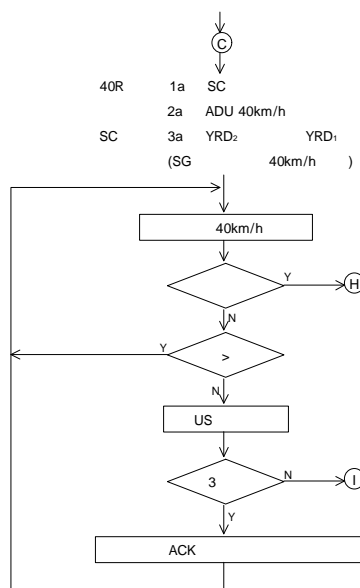 C
40R 1a SC
2a ADU 40km/h
SC 3a YRD₂ YRD₁
(SG 40km/h )
40km/h
Y
H
N
Y
>
N
US
3
N
I
Y
ACK